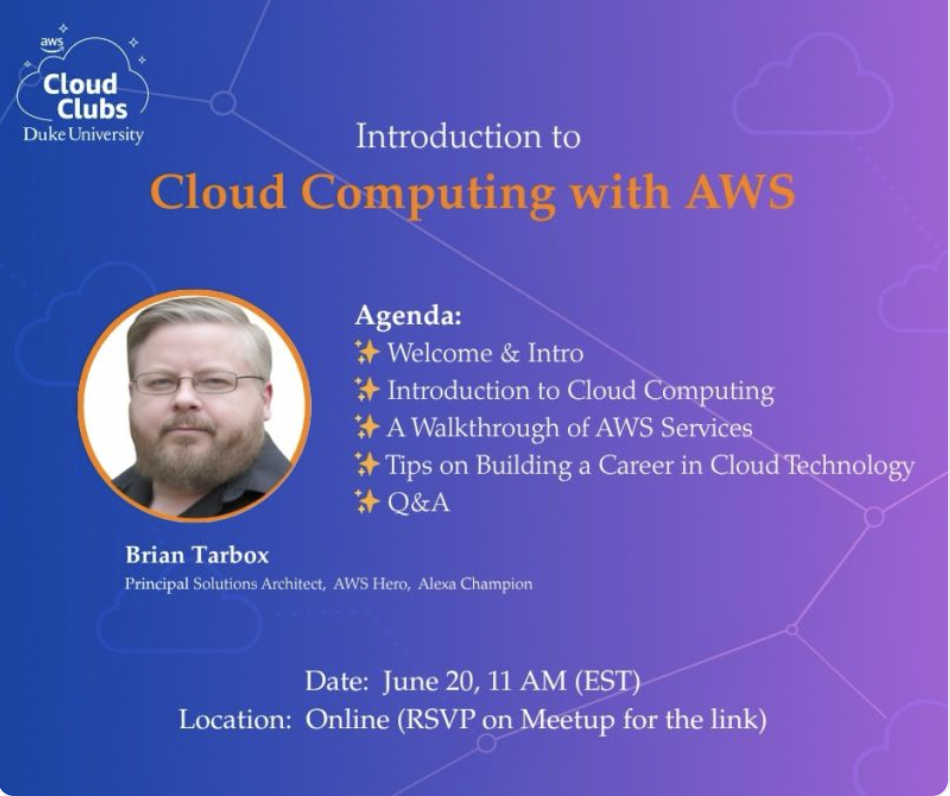 aws
Cloud
Clubs
Duke University
Introduction to
Cloud Computing with AWS
Agenda:
Welcome & Intro
Introduction to Cloud Computing
A Walkthrough of AWS Services
Tips on Building a Career in Cloud Technology
Q&A
Brian Tarbox
Principal Solutions Architect, AWS Hero, Alexa Champion
Date: June 20, 11 AM (EST)
Location: Online (RSVP on Meetup for the link)